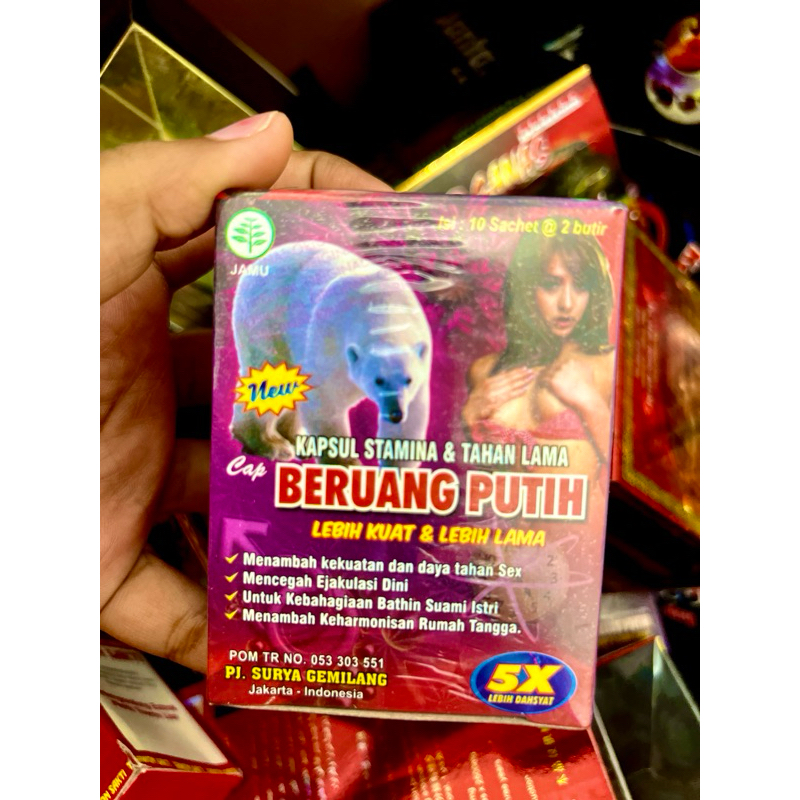 Isi : 10 Sachet @ 2 butir
JAMU
New
KAPSUL STAMINA & TAHAN LAMA
Cap
BERUANG PUTIH
LEBIH KUAT & LEBIH LAMA
✓ Menambah kekuatan dan daya tahan Sex
✓ Mencegah Ejakulasi Dini
✓ Untuk Kebahagiaan Bathin Suami Istri
✓ Menambah Keharmonisan Rumah Tangga.
POM TR NO. 053 303 551
PJ. SURYA GEMILANG
Jakarta - Indonesia
5X
LEBIH DAHSYAT